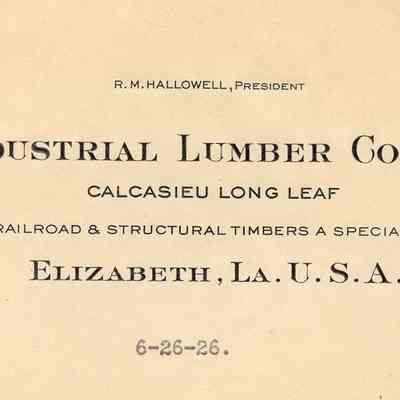 R. M. HALLOWELL, PRESIDENT
DUSTRIAL LUMBER CO
CALCASIEU LONG LEAF
RAILROAD & STRUCTURAL TIMBERS A SPECIA
ELIZABETH, LA. U. S. A.
6-26-26.